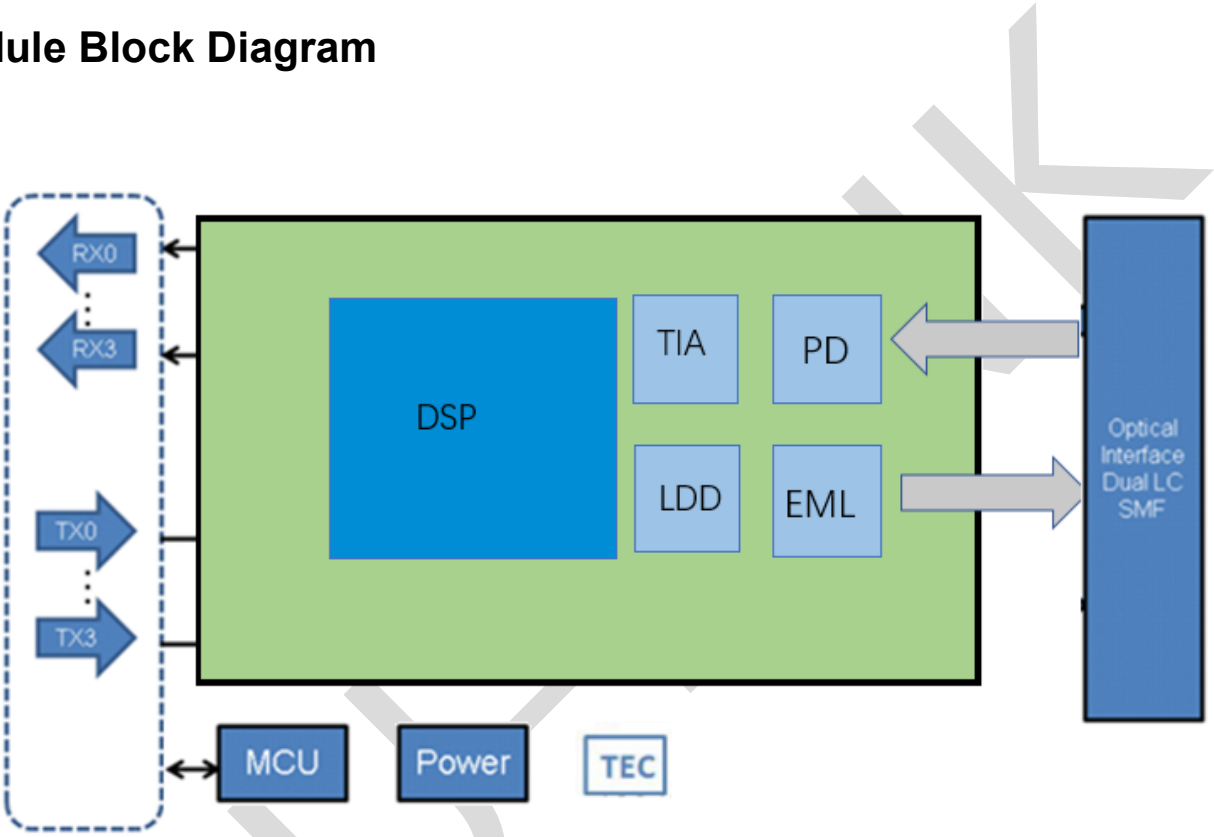 dule Block Diagram
RX0
RX3
TX0
TX3
DSP
TIA
PD
LDD
EML
Optical
Interface
Dual LC
SMF
MCU
Power
TEC